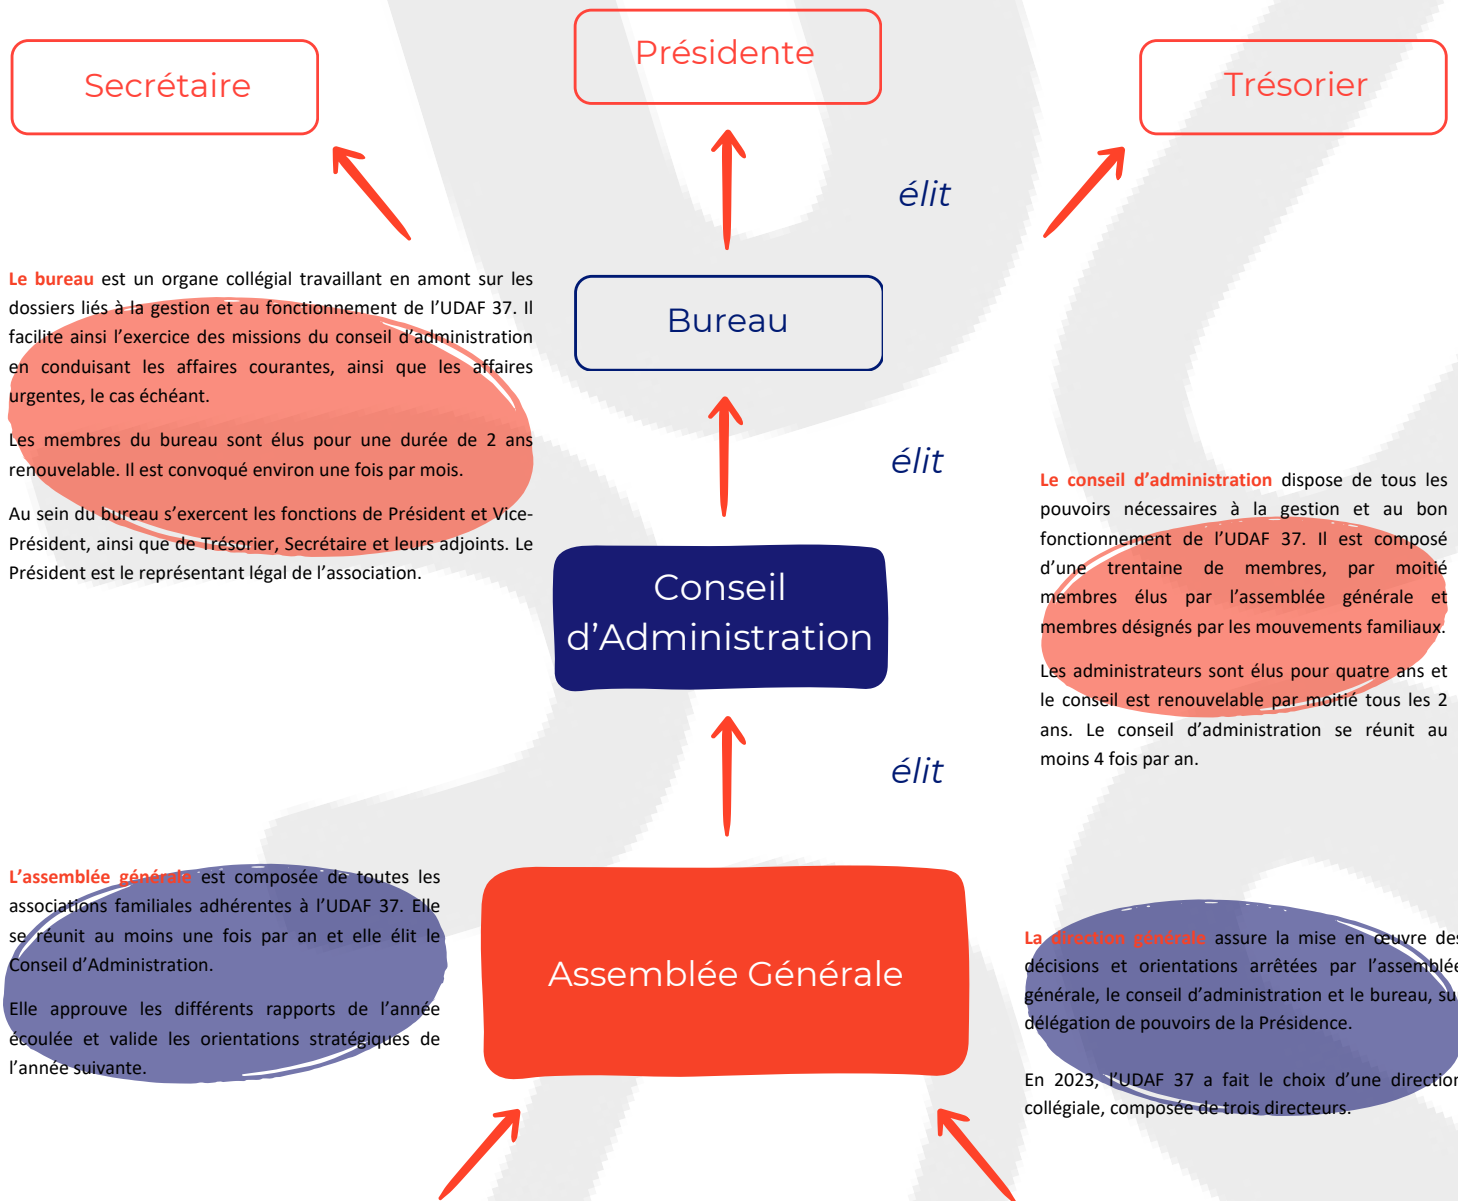 Présidente
Secrétaire
Trésorier
élit
Le bureau est un organe collégial travaillant en amont sur les
dossiers liés à la gestion et au fonctionnement de l’UDAF 37. Il
facilite ainsi l’exercice des missions du conseil d’administration
en conduisant les affaires courantes, ainsi que les affaires
urgentes, le cas échéant.
Les membres du bureau sont élus pour une durée de 2 ans
renouvelable. Il est convoqué environ une fois par mois.
Au sein du bureau s’exercent les fonctions de Président et Vice-
Président, ainsi que de Trésorier, Secrétaire et leurs adjoints. Le
Président est le représentant légal de l’association.
Bureau
élit
Le conseil d’administration dispose de tous les
pouvoirs nécessaires à la gestion et au bon
fonctionnement de l’UDAF 37. Il est composé
d’une trentaine de membres, par moitié
membres élus par l’assemblée générale et
membres désignés par les mouvements familiaux.
Les administrateurs sont élus pour quatre ans et
le conseil est renouvelable par moitié tous les 2
ans. Le conseil d’administration se réunit au
moins 4 fois par an.
Conseil
d’Administration
élit
L’assemblée générale est composée de toutes les
associations familiales adhérentes à l’UDAF 37. Elle
se réunit au moins une fois par an et elle élit le
Conseil d’Administration.
Elle approuve les différents rapports de l’année
écoulée et valide les orientations stratégiques de
l’année suivante.
Assemblée Générale
La direction générale assure la mise en œuvre des
décisions et orientations arrêtées par l’assemblée
générale, le conseil d’administration et le bureau, su
délégation de pouvoirs de la Présidence.
En 2023, l’UDAF 37 a fait le choix d’une direction
collégiale, composée de trois directeurs.